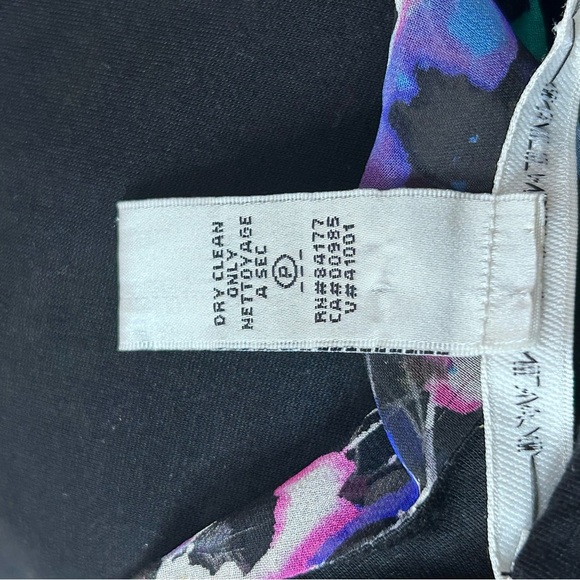 DRY CLEAN
ONLY
NETTOYAGE
A SEC
P
RN#84177
CA#00985
V#41001